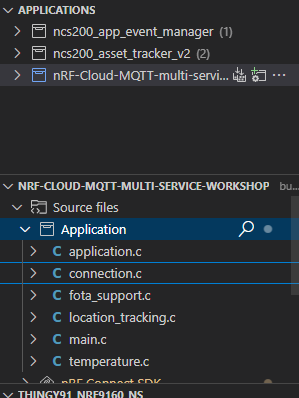 APPLICATIONS
ncs200_app_event_manager (1)
ncs200_asset_tracker_v2 (2)
nRF-Cloud-MQTT-multi-servi... ...
NRF-CLOUD-MQTT-MULTI-SERVICE-WORKSHOP bu...
Source files
Application
C application.c
C connection.c
C fota_support.c
C location_tracking.c
C main.c
C temperature.c
nRF Connect SDK
THINGY91_NRF9160_NS